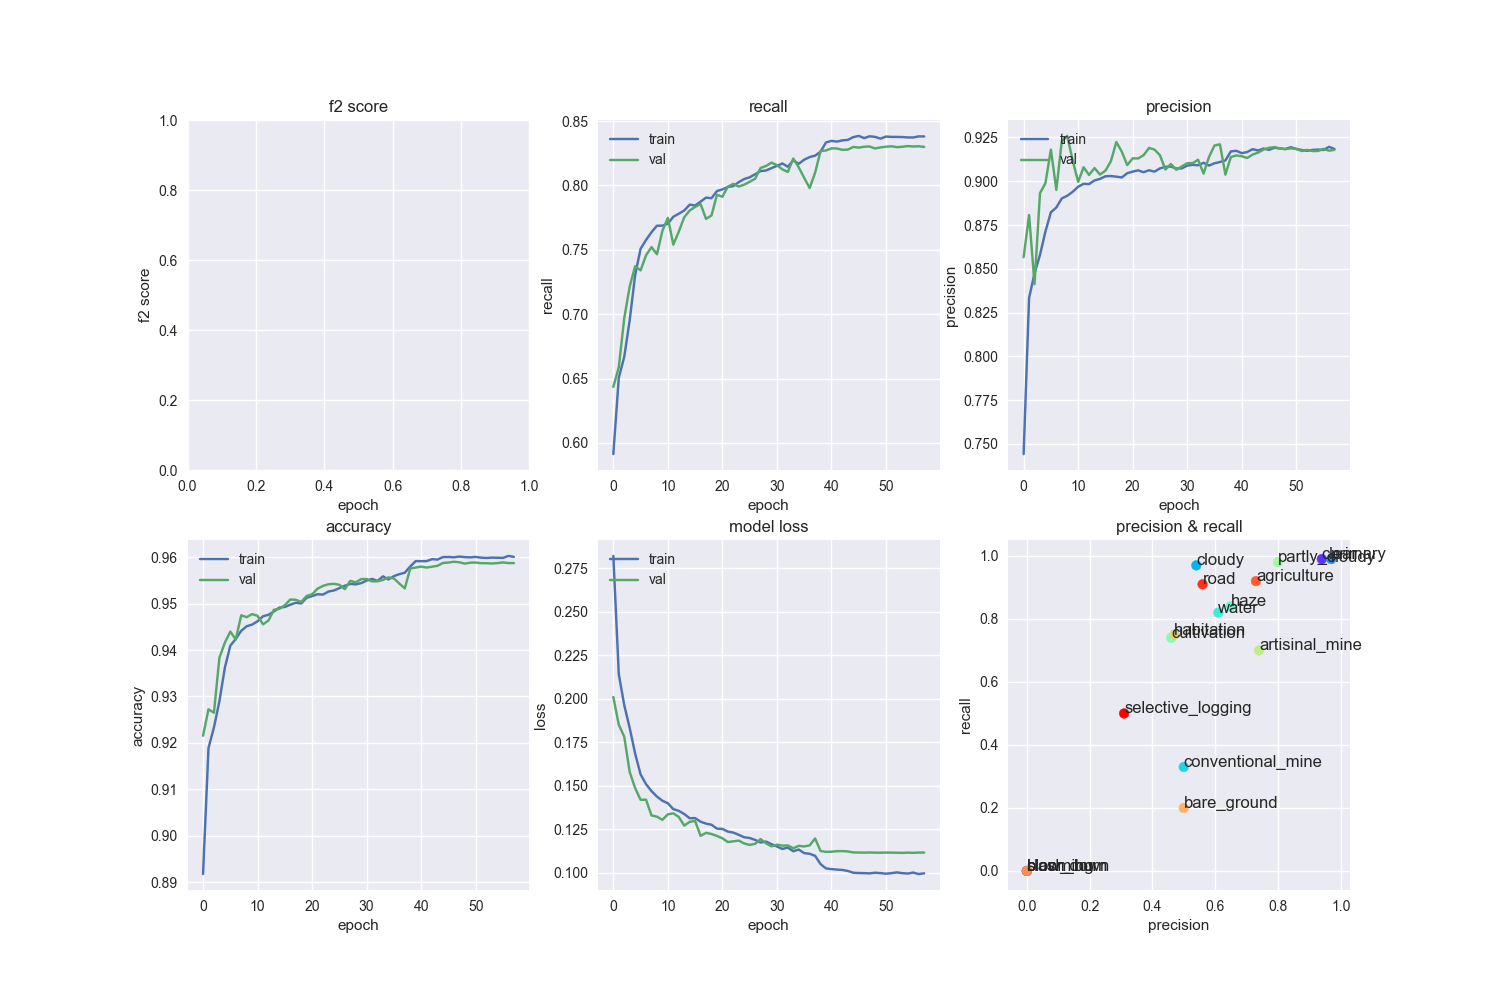 f2 score
1.0
0.8
0.6
0.4
0.2
0.0
f2 score
0.0 0.2 0.4 0.6 0.8 1.0
epoch
recall
train
val
0.85
0.80
0.75
0.70
0.65
0.60
recall
0 10 20 30 40 50
epoch
precision
train
val
0.925
0.900
0.875
0.850
0.825
0.800
0.775
0.750
precision
0 10 20 30 40 50
epoch
accuracy
train
val
0.96
0.95
0.94
0.93
0.92
0.91
0.90
0.89
accuracy
0 10 20 30 40 50
epoch
model loss
train
val
0.275
0.250
0.225
0.200
0.175
0.150
0.125
0.100
loss
0 10 20 30 40 50
epoch
precision & recall
1.0
0.8
0.6
0.4
0.2
0.0
recall
primary
partly_cloudy
cloudy
agriculture
road
haze
water
habitation
cultivation
artisinal_mine
selective_logging
conventional_mine
bare_ground
0.0 0.2 0.4 0.6 0.8 1.0
precision